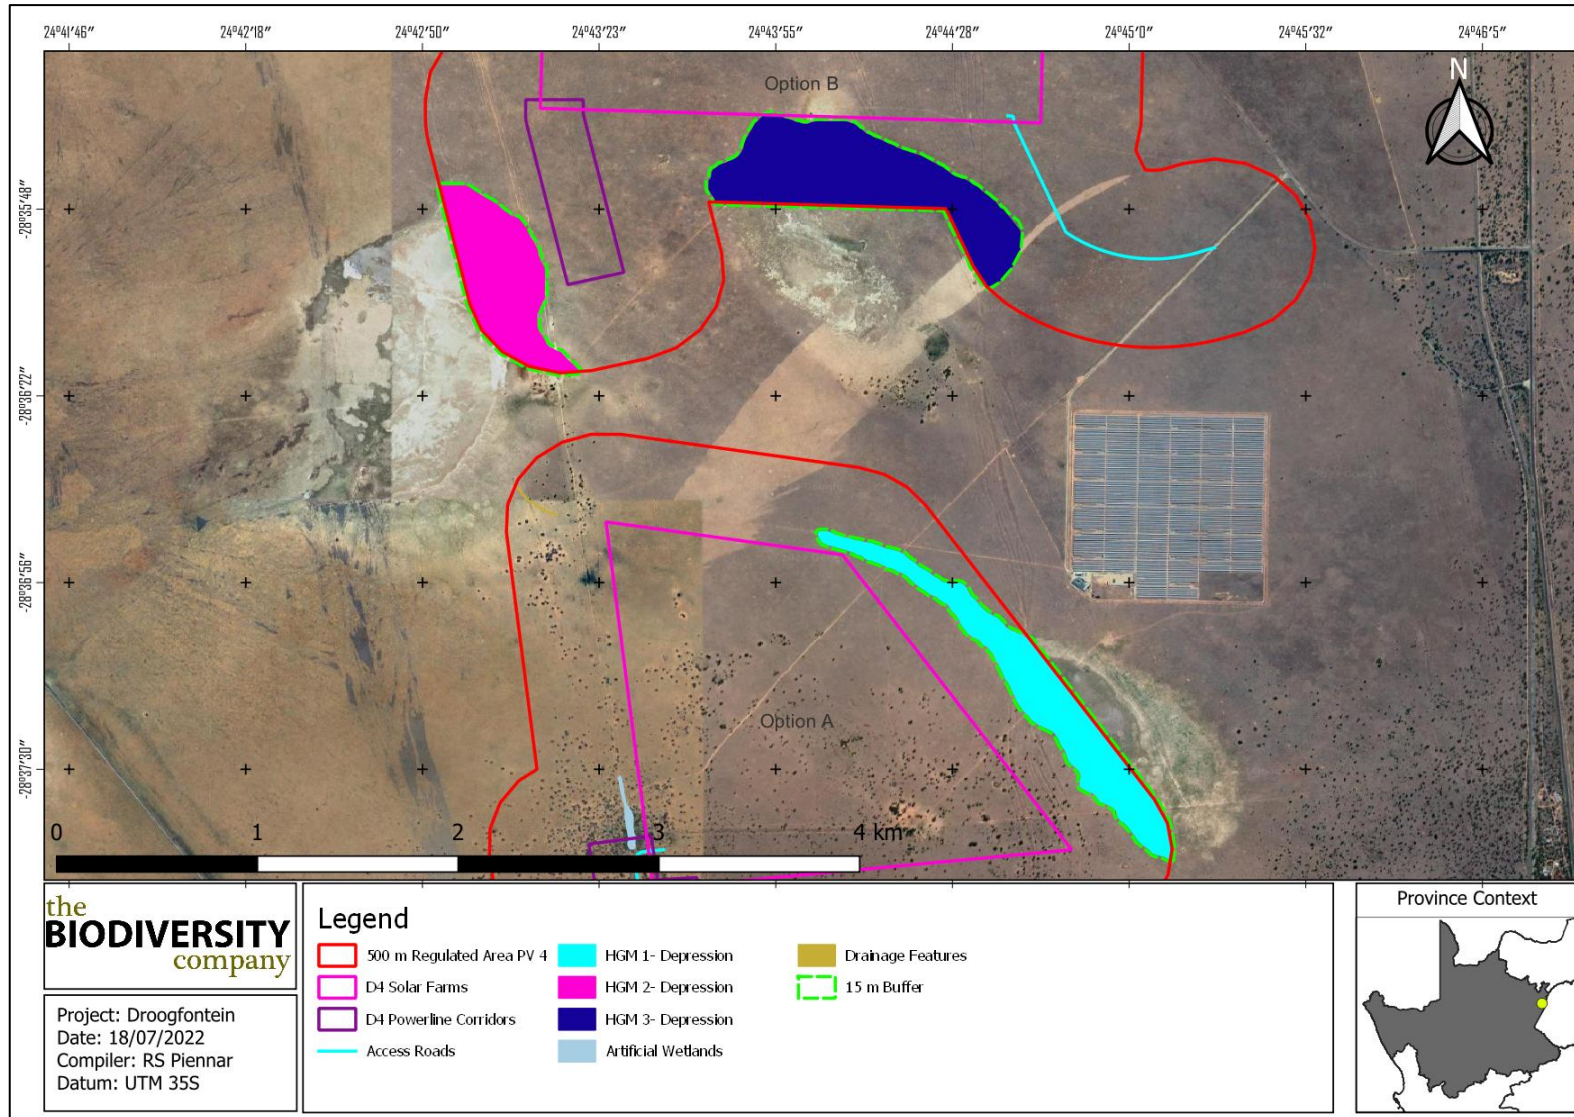 24°41'46" 24°42'18" 24°42'50" 24°43'23" 24°43'55" 24°44'28" 24°45'0" 24°45'32" 24°46'5"
Option B
N
-28°35'48"
-28°36'22"
-28°36'56"
Option A
-28°37'30"
0 1 2 3 4 km
the
BIODIVERSITY
company
Project: Droogfontein
Date: 18/07/2022
Compiler: RS Piennar
Datum: UTM 35S
Legend
500 m Regulated Area PV 4
D4 Solar Farms
D4 Powerline Corridors
Access Roads
HGM 1- Depression
HGM 2- Depression
HGM 3- Depression
Artificial Wetlands
Drainage Features
15 m Buffer
Province Context